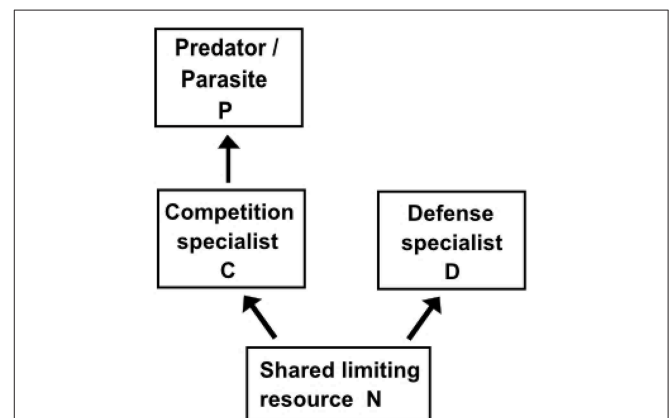 Predator /
Parasite
P
Competition
specialist
C
Defense
specialist
D
Shared limiting
resource N